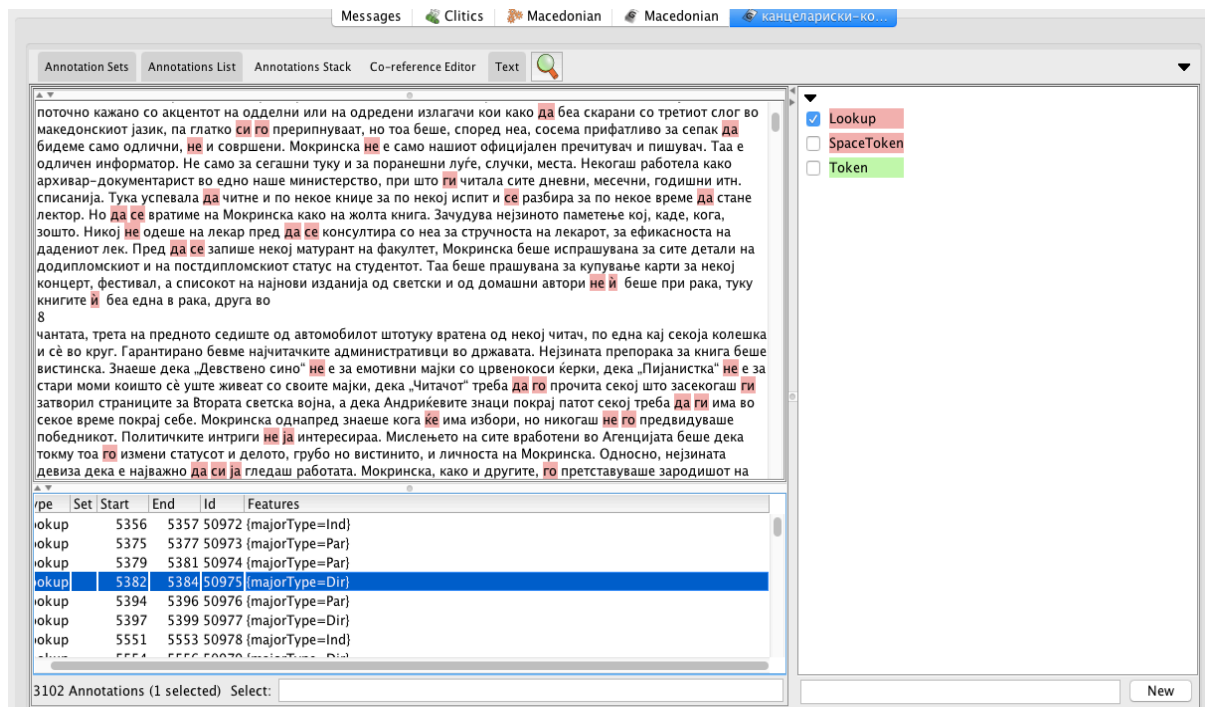 Messages Clitics Macedonian Macedonian канцелариски-ко...
Annotation Sets Annotations List Annotations Stack Co-reference Editor Text
поточно кажано со акцентот на одделни или на одредени излагачи кои како да беа скарани со третиот слог во
македонскиот јазик, па глатко си го прерипнуваат, но тоа беше, според неа, сосема прифатливо за сепак да
бидеме само одлични, не и совршени. Мокринска не е само нашиот официјален пречитувач и пишувач. Таа е
одличен информатор. Не само за сегашни туку и за поранешни луѓе, случки, места. Некогаш работела како
архивар-документарист во едно наше министерство, при што ги читала сите дневни, месечни, годишни итн.
списанија. Тука успевала да читне и по некое книџе за по некој испит и се разбира за по некое време да стане
лектор. Но да се вратиме на Мокринска како на жолта книга. Зачудува нејзиното паметење кој, каде, кога,
зошто. Никој не одеше на лекар пред да се консултира со неа за стручноста на лекарот, за ефикасноста на
дадениот лек. Пред да се запише некој матурант на факултет, Мокринска беше испрашувана за сите детали на
додипломскиот и на постдипломскиот статус на студентот. Таа беше прашувана за купување карти за некој
концерт, фестивал, а списокот на најнови изданија од светски и од домашни автори не ѝ беше при рака, туку
книгите ѝ беа една в рака, друга во
8
чантата, трета на предното седиште од автомобилот штотуку вратена од некој читач, по една кај секоја колешка
и сѐ во круг. Гарантирано бевме најчитачките административци во државата. Нејзината препорака за книга беше
вистинска. Знаеше дека „Девствено сино“ не е за емотивни мајки со црвенокоси ќерки, дека „Пијанистка“ не е за
стари моми коишто сѐ уште живеат со своите мајки, дека „Читачот“ треба да го прочита секој што засекогаш ги
затворил страниците за Втората светска војна, а дека Андриќевите знаци покрај патот секој треба да ги има во
секое време покрај себе. Мокринска однапред знаеше кога ќе има избори, но никогаш не го предвидуваше
победникот. Политичките интриги не ја интересираа. Мислењето на сите вработени во Агенцијата беше дека
токму тоа го измени статусот и делото, грубо но вистинито, и личноста на Мокринска. Односно, нејзината
девиза дека е најважно да си ја гледаш работата. Мокринска, како и другите, го претставуваше зародишот на
Lookup
SpaceToken
Token
ype Set Start End Id Features
ookup 5356 5357 50972 {majorType=Ind}
ookup 5375 5377 50973 {majorType=Par}
ookup 5379 5381 50974 {majorType=Par}
ookup 5382 5384 50975 {majorType=Dir}
ookup 5394 5396 50976 {majorType=Par}
ookup 5397 5399 50977 {majorType=Dir}
ookup 5551 5553 50978 {majorType=Ind}
3102 Annotations (1 selected) Select:
New